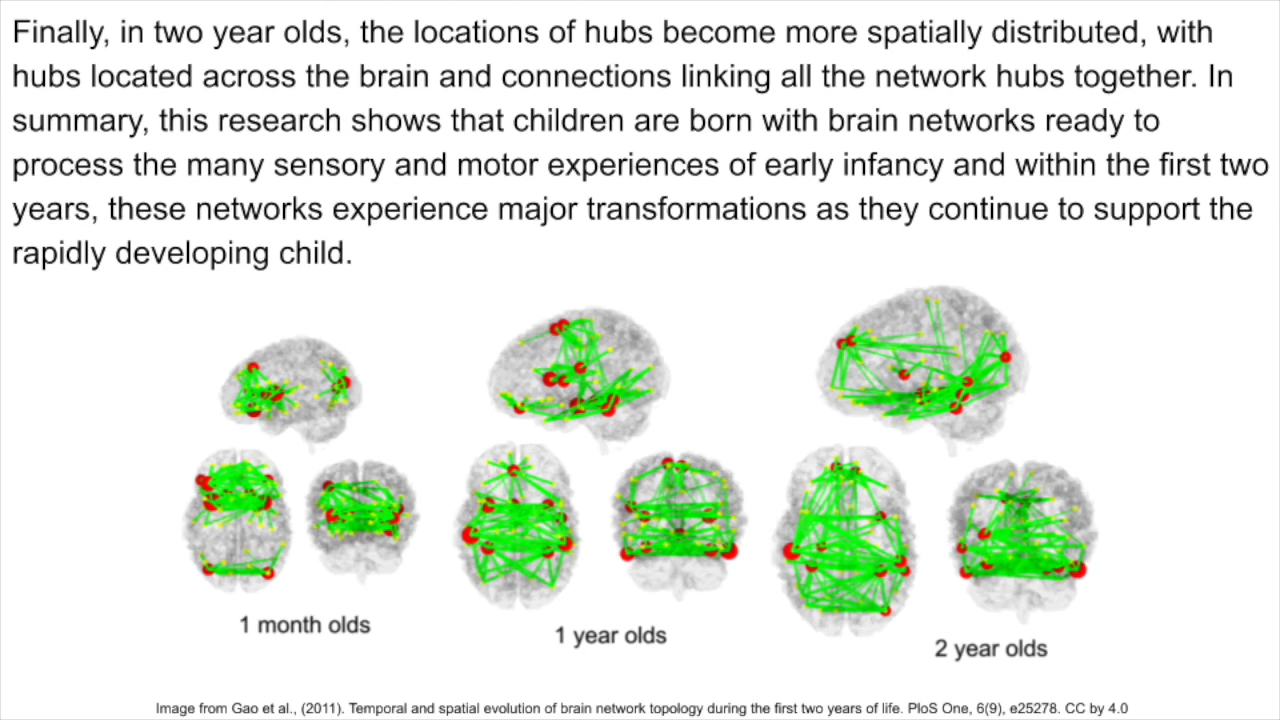 Finally, in two year olds, the locations of hubs become more spatially distributed, with
hubs located across the brain and connections linking all the network hubs together. In
summary, this research shows that children are born with brain networks ready to
process the many sensory and motor experiences of early infancy and within the first two
years, these networks experience major transformations as they continue to support the
rapidly developing child.
1 month olds
1 year olds
2 year olds
Image from Gao et al., (2011). Temporal and spatial evolution of brain network topology during the first two years of life. PloS One, 6(9), e25278. CC by 4.0